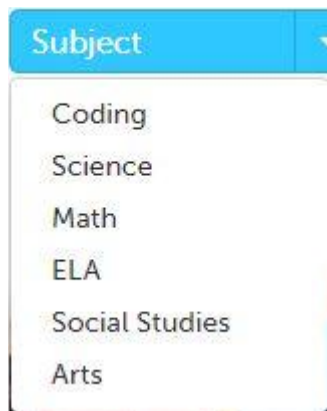 Subject
Coding
Science
Math
ELA
Social Studies
Arts